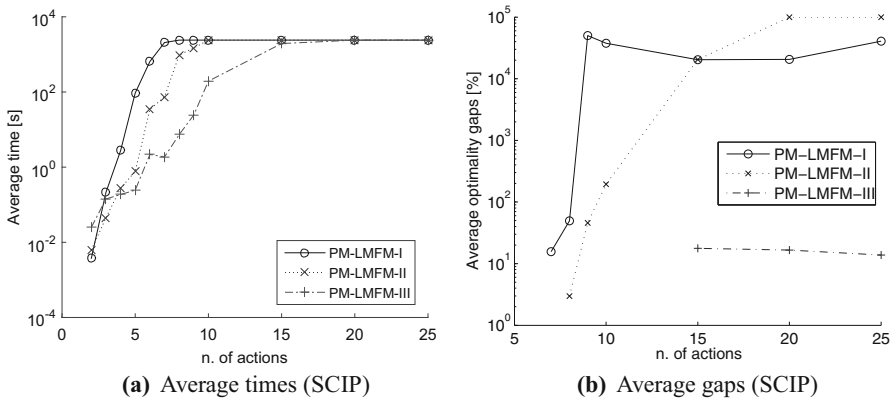 10^4
10^2
10^0
10^-2
10^-4
Average time [s]
0 5 10 15 20 25
n. of actions
PM-LMFM-I
PM-LMFM-II
PM-LMFM-III
(a) Average times (SCIP)
10^5
10^4
10^3
10^2
10^1
10^0
Average optimality gaps [%]
5 10 15 20 25
n. of actions
PM−LMFM−I
PM−LMFM−II
PM−LMFM−III
(b) Average gaps (SCIP)